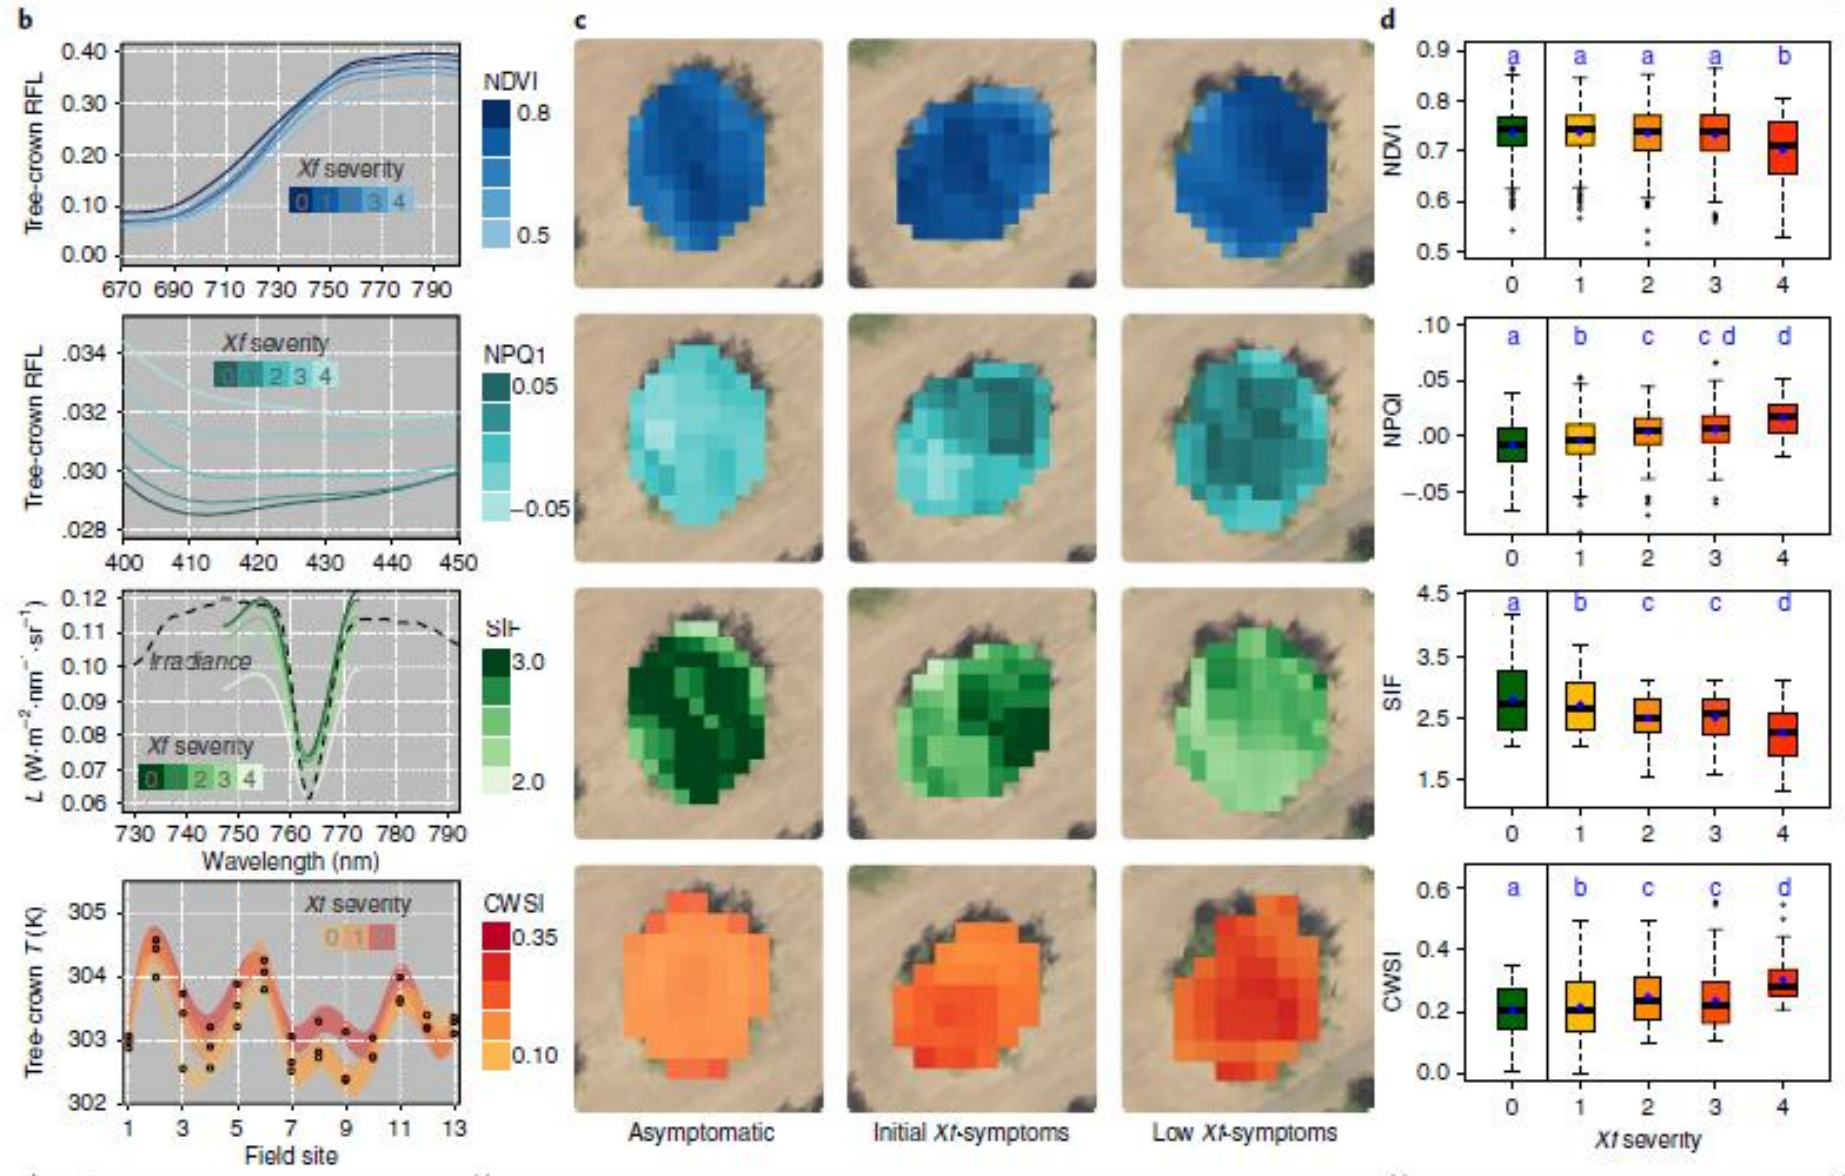 b
0.40
0.30
0.20
0.10
0.00
Tree-crown RFL
Xf severity
0 1 2 3 4
670 690 710 730 750 770 790
NDVI
0.8
0.5
.034
.032
.030
.028
Tree-crown RFL
Xf severity
0 1 2 3 4
400 410 420 430 440 450
NPQ1
0.05
−0.05
0.12
0.11
0.10
0.09
0.08
0.07
0.06
L (W·m−2·nm−1·sr−1)
Irradiance
Xf severity
0 2 3 4
730 740 750 760 770 780 790
Wavelength (nm)
SIF
3.0
2.0
305
304
303
302
Tree-crown T (K)
Xf severity
0 1
1 3 5 7 9 11 13
Field site
CWSI
0.35
0.10
c
Asymptomatic
Initial Xf-symptoms
Low Xf-symptoms
d
NDVI
0.9
0.8
0.7
0.6
0.5
a a a a b
0 1 2 3 4
NPQI
.10
.05
.00
−.05
a b c c d d
0 1 2 3 4
SIF
4.5
3.5
2.5
1.5
a b c c d
0 1 2 3 4
CWSI
0.6
0.4
0.2
0.0
a b c c d
0 1 2 3 4
Xf severity